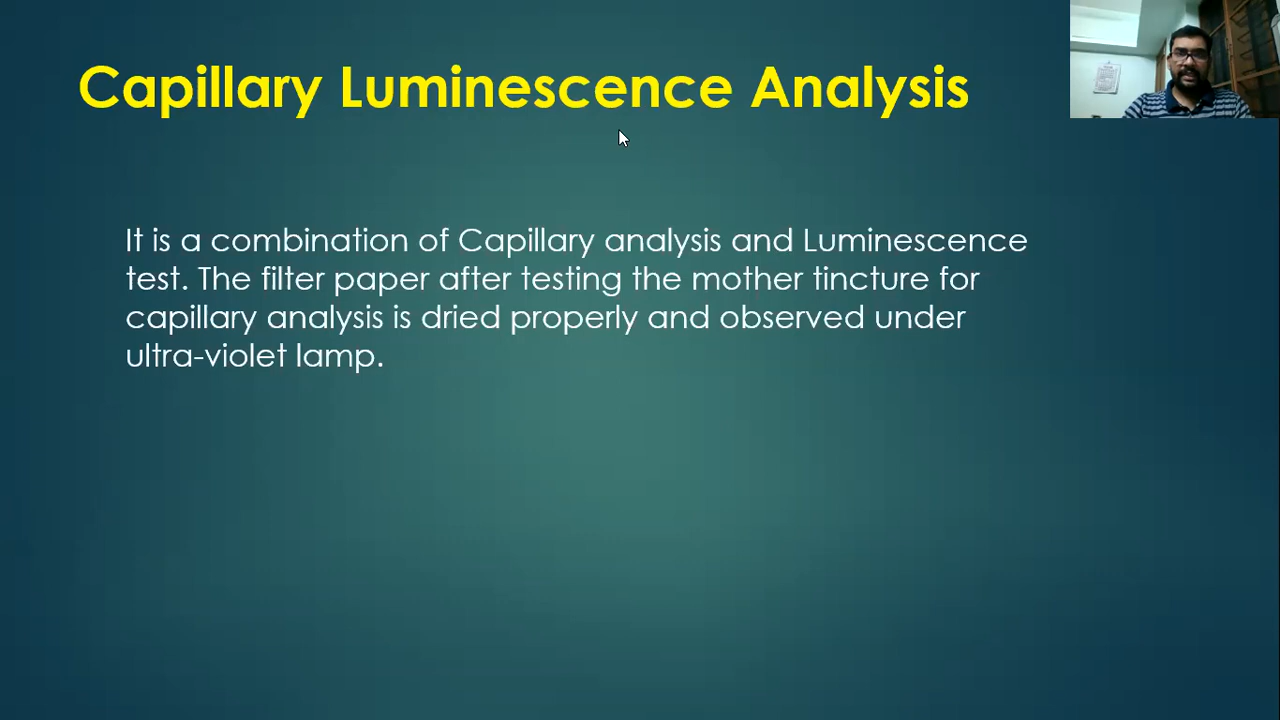 Capillary Luminescence Analysis
It is a combination of Capillary analysis and Luminescence
test. The filter paper after testing the mother tincture for
capillary analysis is dried properly and observed under
ultra-violet lamp.